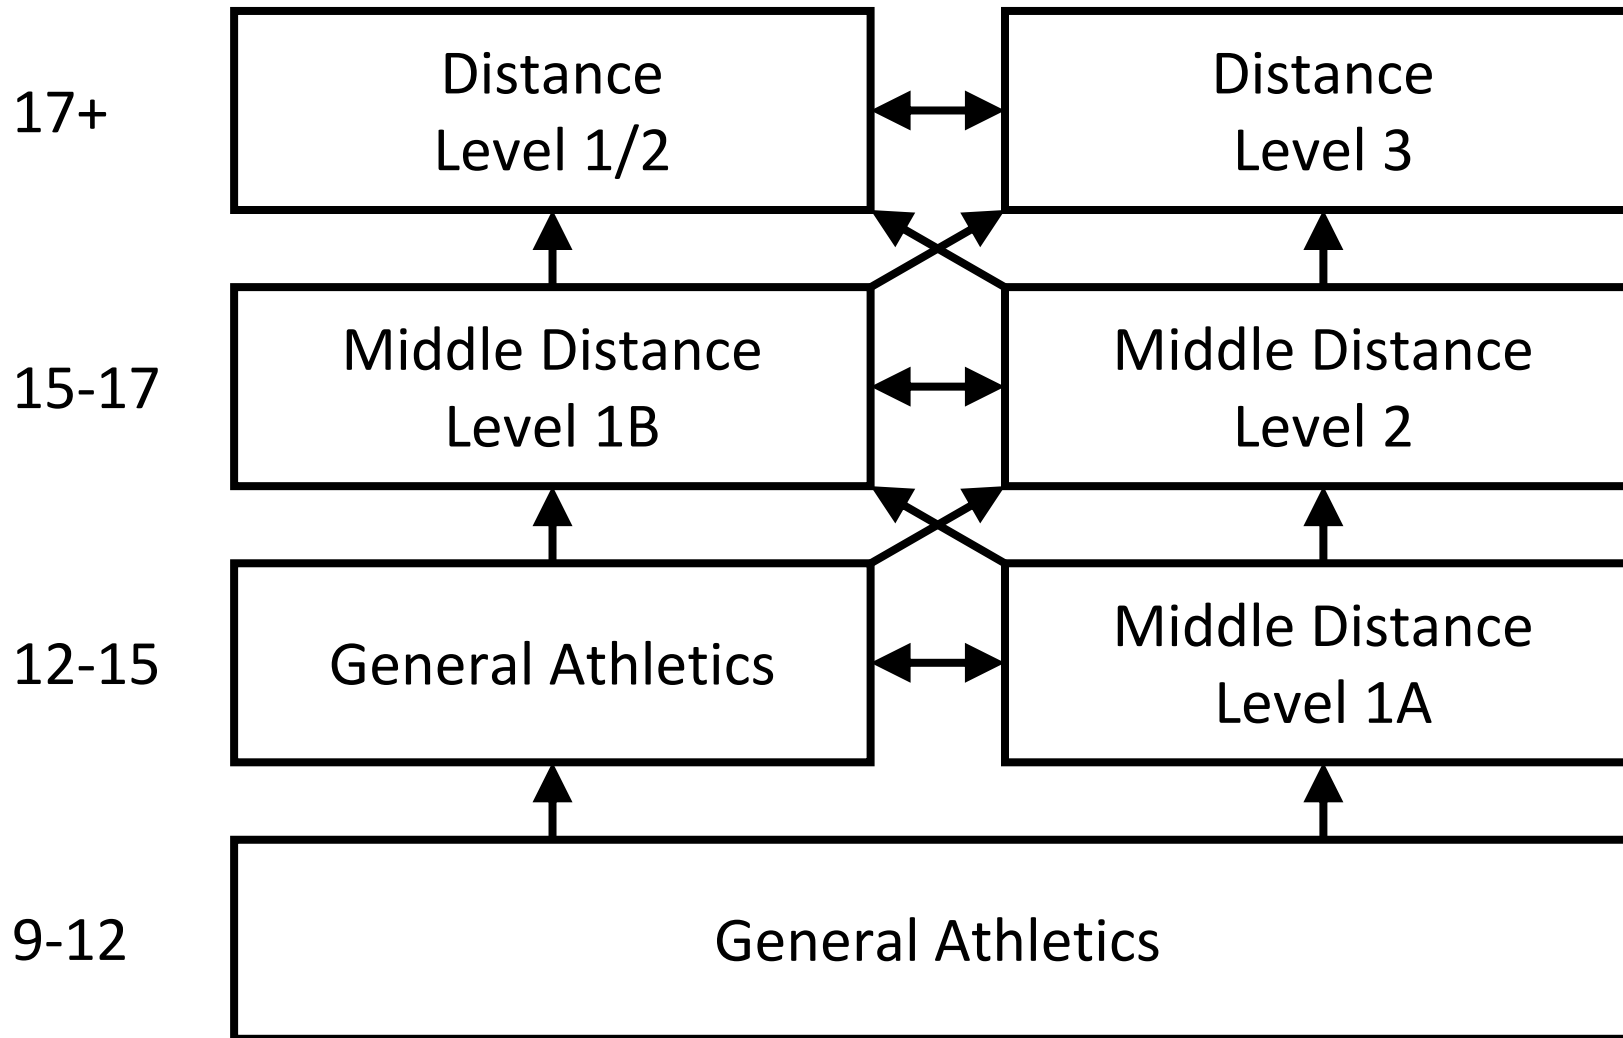 17+
Distance
Level 1/2
Distance
Level 3
15-17
Middle Distance
Level 1B
Middle Distance
Level 2
12-15
General Athletics
Middle Distance
Level 1A
9-12
General Athletics